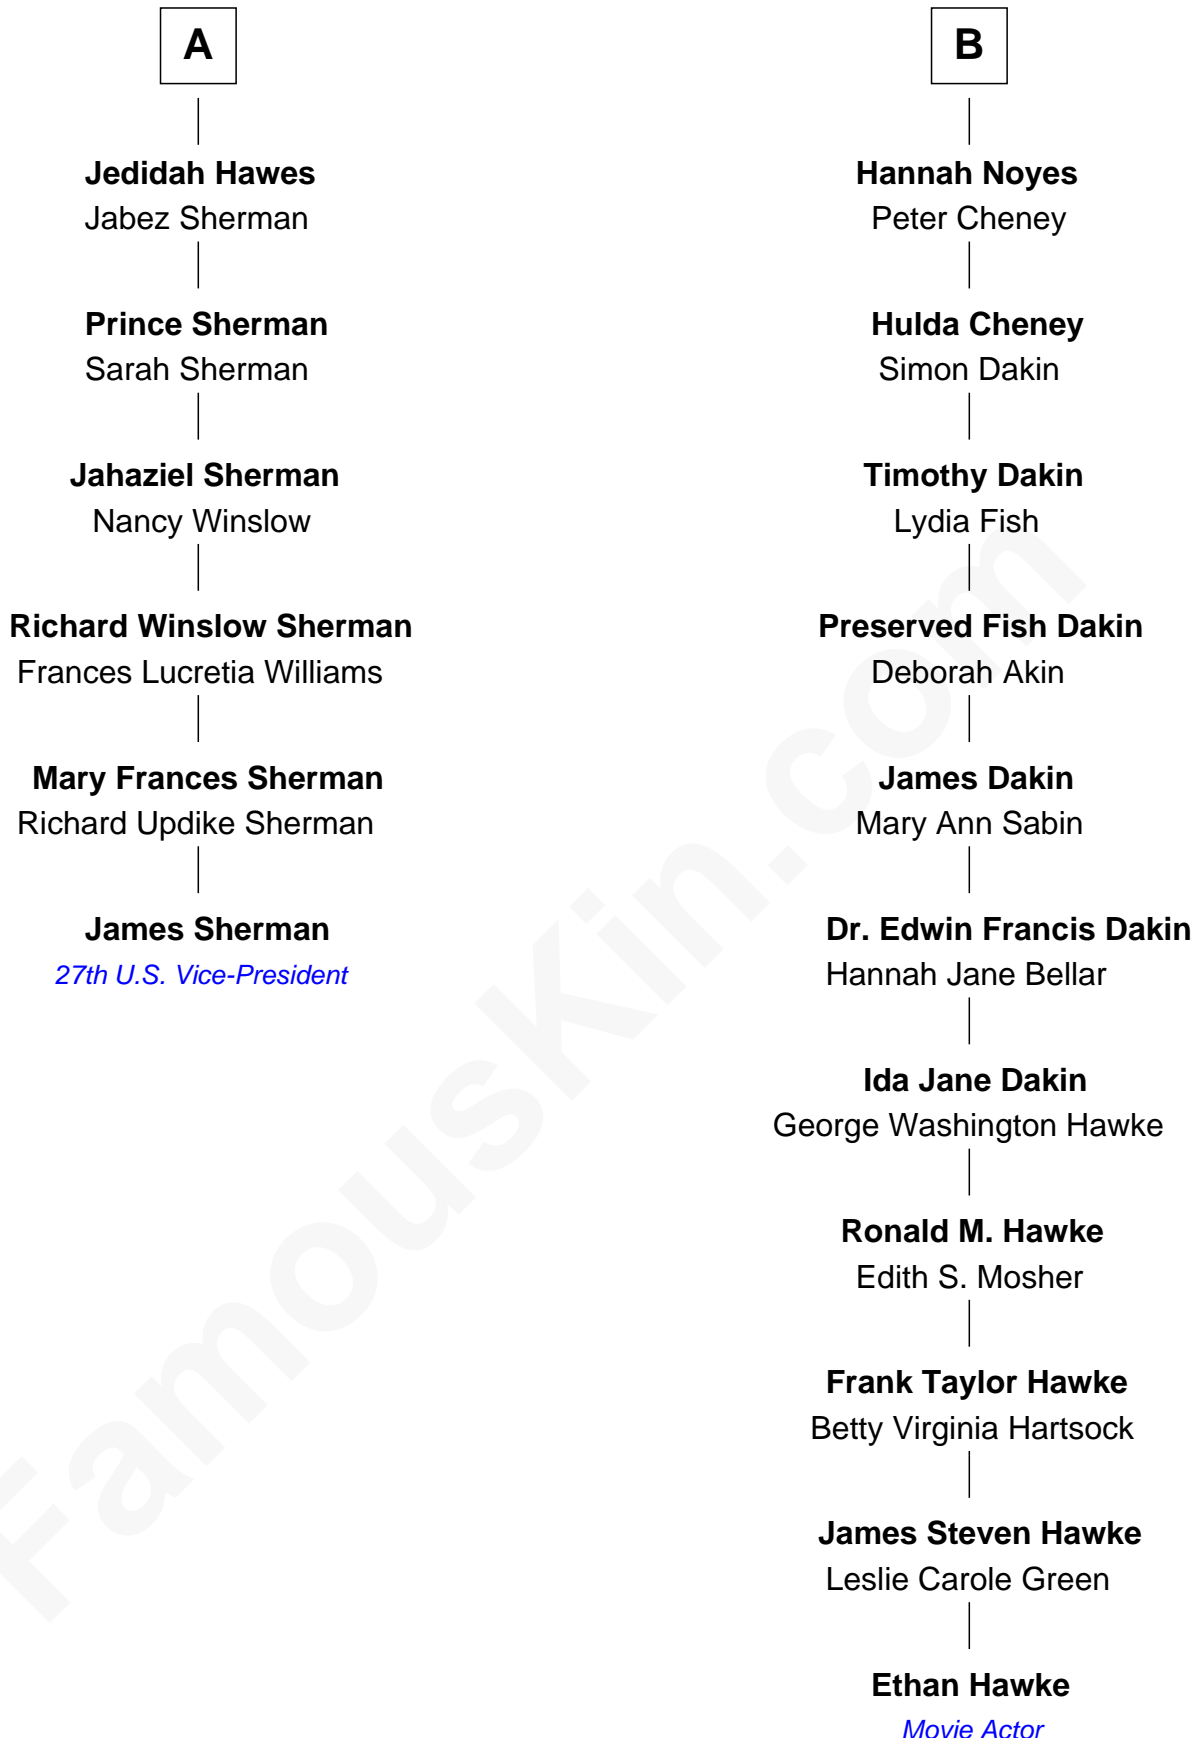 A
Jedidah Hawes
Jabez Sherman
Prince Sherman
Sarah Sherman
Jahaziel Sherman
Nancy Winslow
Richard Winslow Sherman
Frances Lucretia Williams
Mary Frances Sherman
Richard Updike Sherman
James Sherman
27th U.S. Vice-President
B
Hannah Noyes
Peter Cheney
Hulda Cheney
Simon Dakin
Timothy Dakin
Lydia Fish
Preserved Fish Dakin
Deborah Akin
James Dakin
Mary Ann Sabin
Dr. Edwin Francis Dakin
Hannah Jane Bellar
Ida Jane Dakin
George Washington Hawke
Ronald M. Hawke
Edith S. Mosher
Frank Taylor Hawke
Betty Virginia Hartsock
James Steven Hawke
Leslie Carole Green
Ethan Hawke
Movie Actor
FamousKin.com